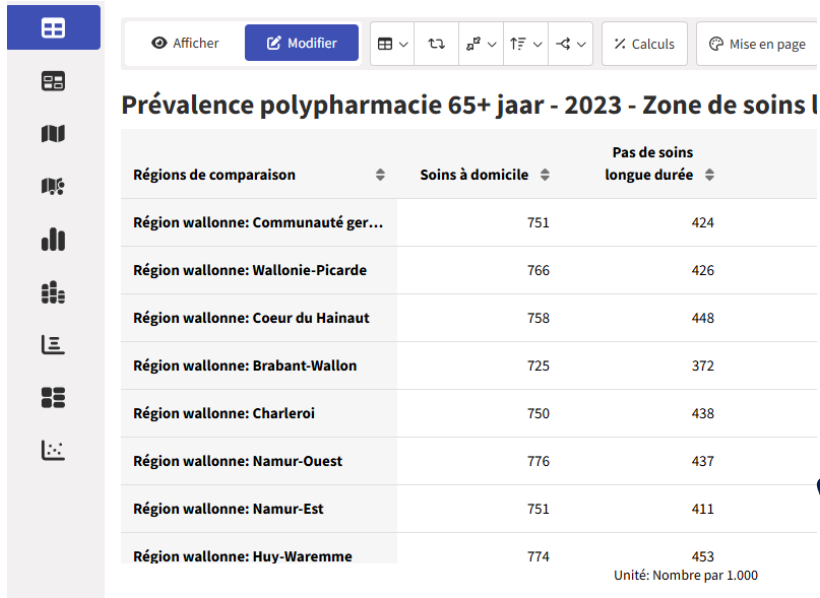 Afficher Modifier Calculs Mise en page
Prévalence polypharmacie 65+ jaar - 2023 - Zone de soins
Pas de soins
Régions de comparaison Soins à domicile longue durée
Région wallonne: Communauté ger... 751 424
Région wallonne: Wallonie-Picarde 766 426
Région wallonne: Coeur du Hainaut 758 448
Région wallonne: Brabant-Wallon 725 372
Région wallonne: Charleroi 750 438
Région wallonne: Namur-Ouest 776 437
Région wallonne: Namur-Est 751 411
Région wallonne: Huy-Waremme 774 453
Unité: Nombre par 1.000